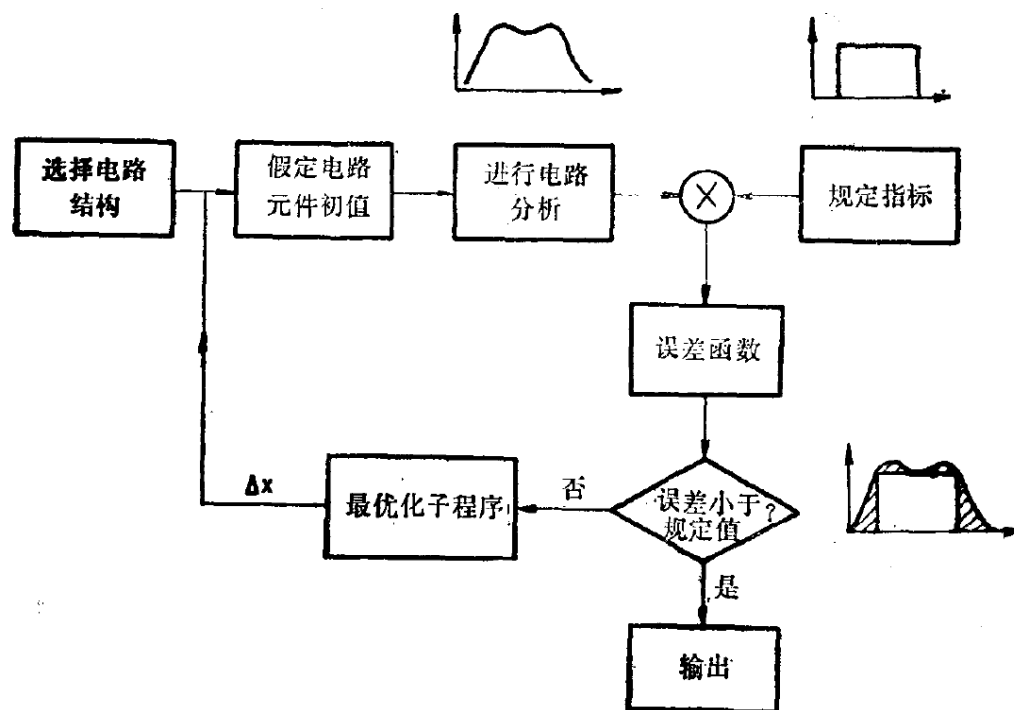 选择电路
结构
假定电路
元件初值
进行电路
分析
规定指标
误差函数
误差小于
规定值
?
否
最优化子程序
Δx
是
输出